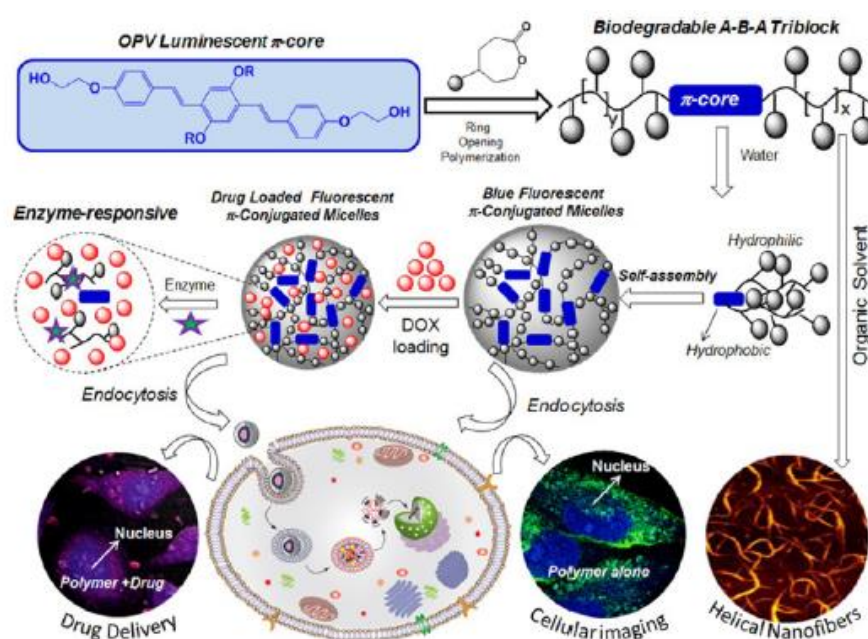 OPV Luminescent π-core
HO
O
OR
RO
O
OH
O
O
Ring
Opening
Polymerization
Biodegradable A-B-A Triblock
y
π-core
x
Water
Organic Solvent
Enzyme-responsive
Drug Loaded Fluorescent
π-Conjugated Micelles
Blue Fluorescent
π-Conjugated Micelles
Hydrophilic
Enzyme
DOX
loading
Self-assembly
Hydrophobic
Endocytosis
Endocytosis
Nucleus
Polymer +Drug
Drug Delivery
Nucleus
Polymer alone
Cellular imaging
Helical Nanofibers